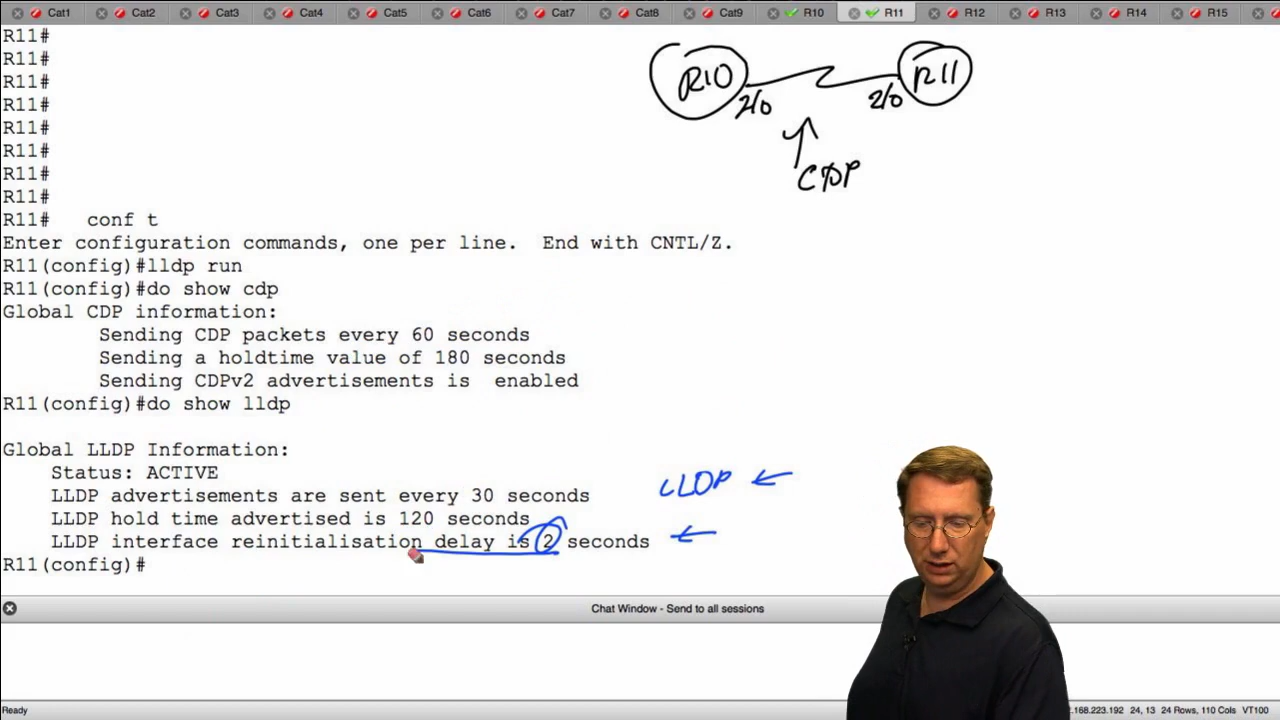 Cat1 Cat2 Cat3 Cat4 Cat5 Cat6 Cat7 Cat8 Cat9 R10 R11 R12 R13 R14 R15
R11#
R11#
R11#
R11#
R11#
R11#
R11#
R11#
R11#   conf t
Enter configuration commands, one per line.  End with CNTL/Z.
R11(config)#lldp run
R11(config)#do show cdp
Global CDP information:
        Sending CDP packets every 60 seconds
        Sending a holdtime value of 180 seconds
        Sending CDPv2 advertisements is  enabled
R11(config)#do show lldp
Global LLDP Information:
    Status: ACTIVE
    LLDP advertisements are sent every 30 seconds
    LLDP hold time advertised is 120 seconds
    LLDP interface reinitialisation delay is 2 seconds
R11(config)#
R10 R11
2/0 2/0
CDP
LLDP
Chat Window - Send to all sessions
Ready
.168.223.192 24, 13 24 Rows, 110 Cols VT100